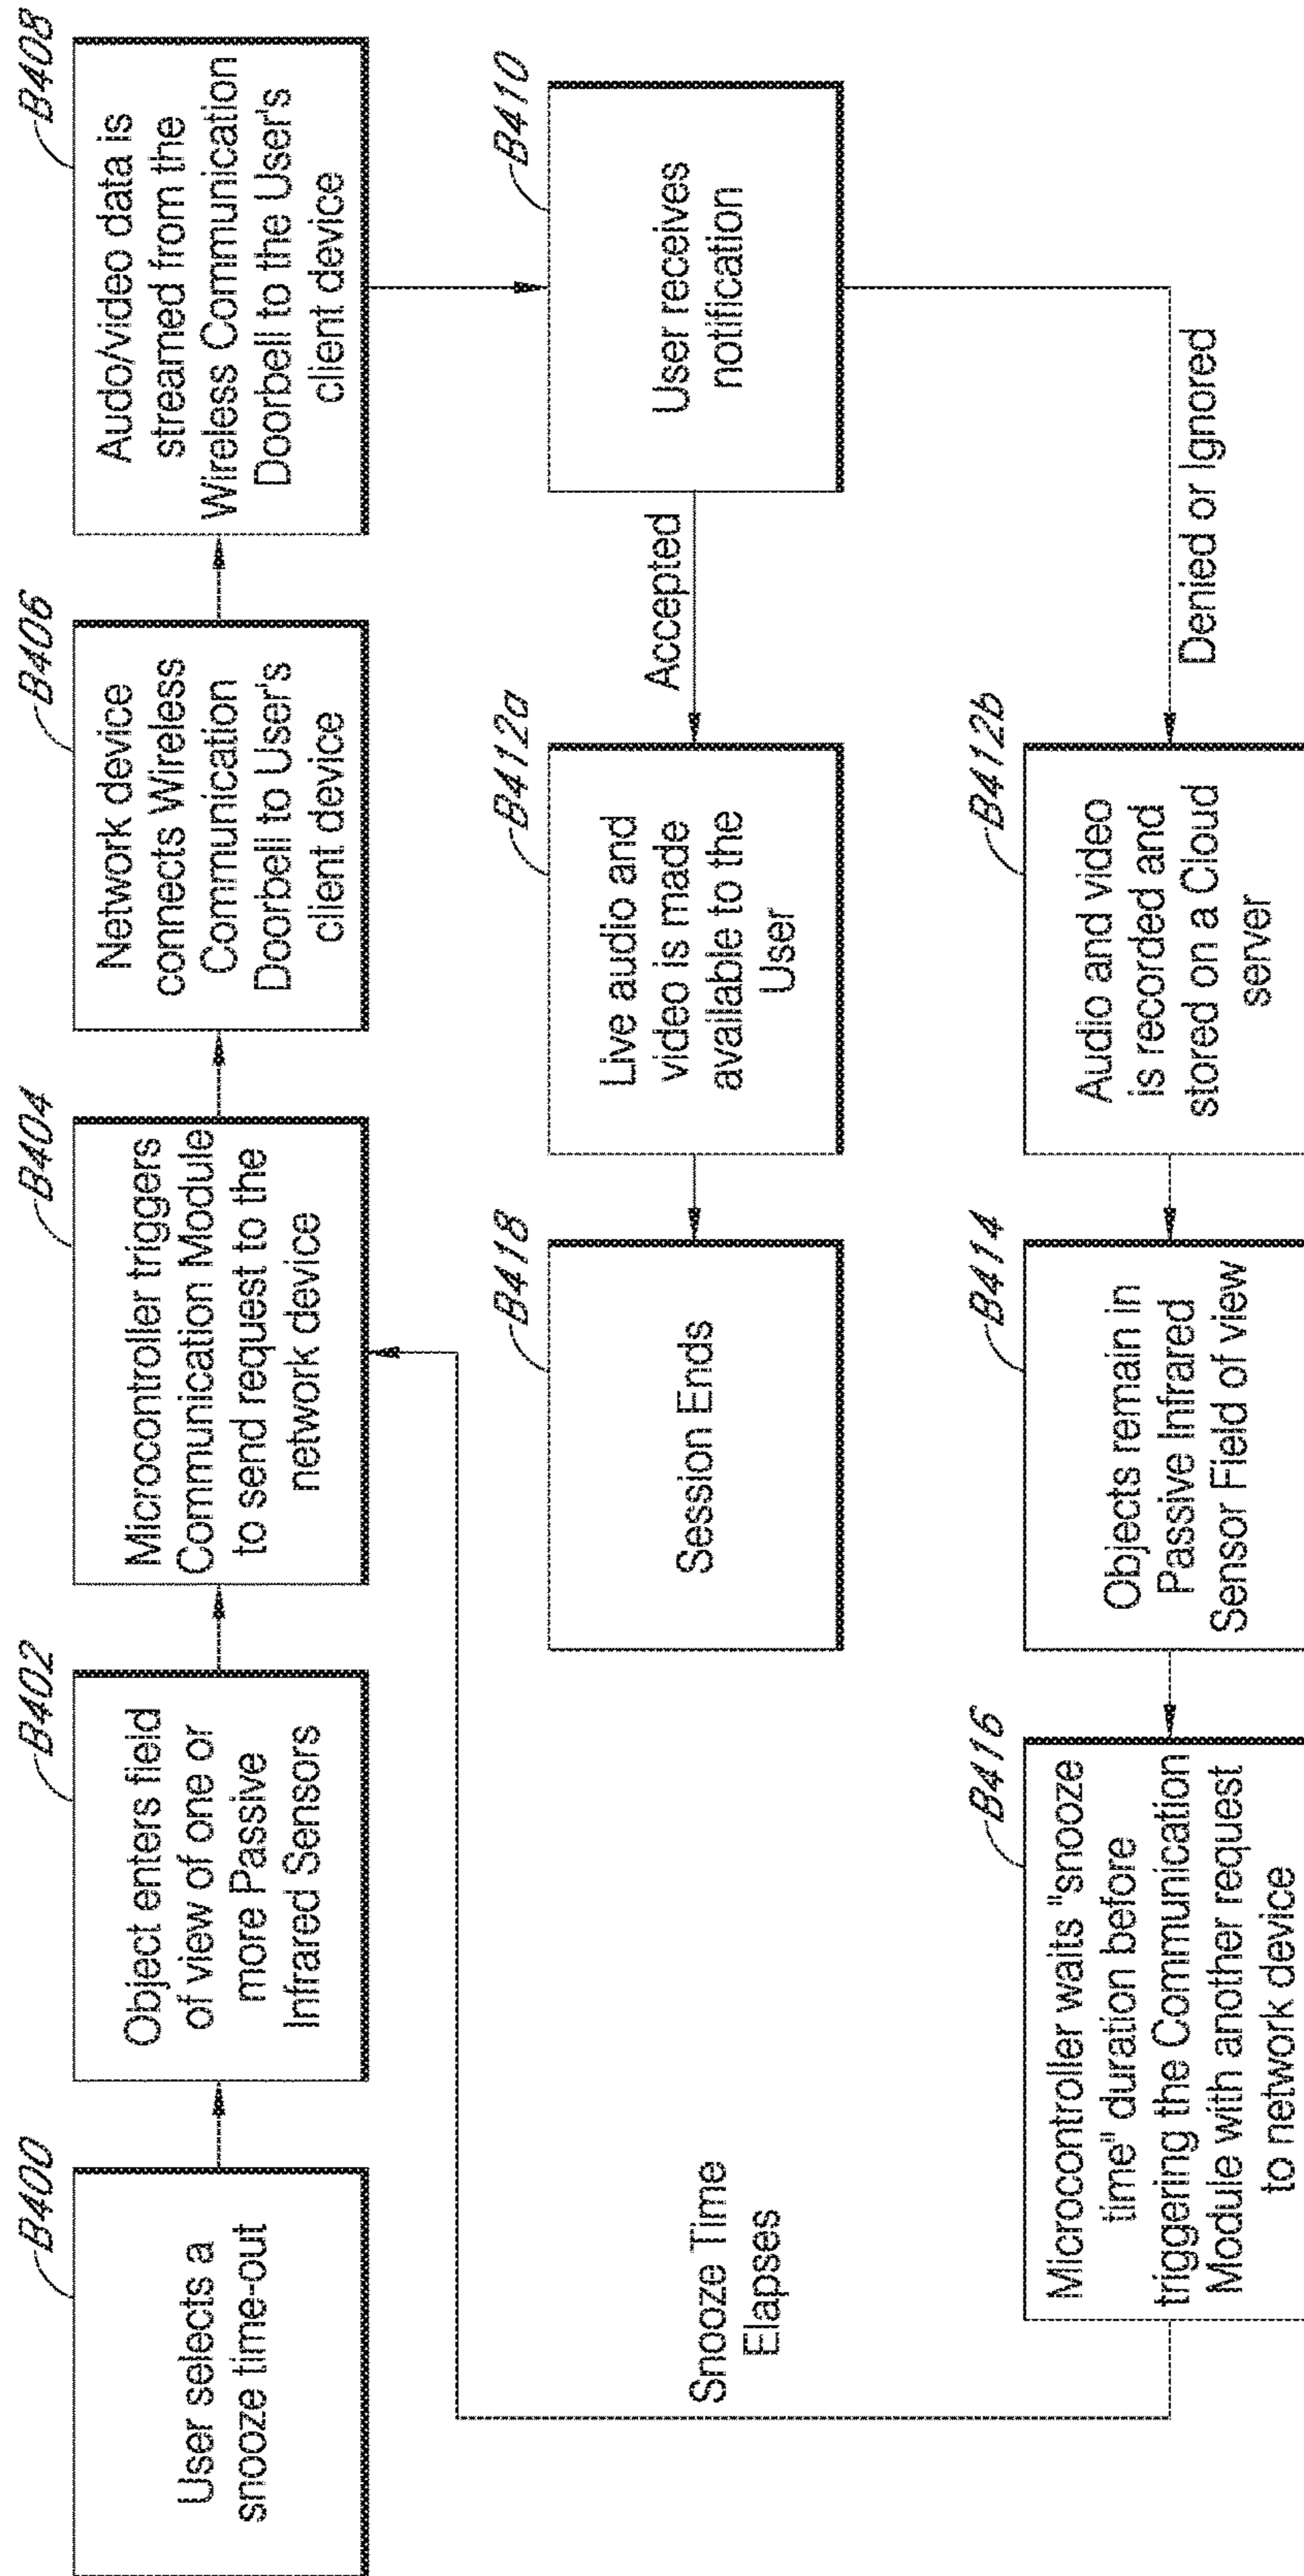 B400
User selects a
snooze time-out
B402
Object enters field
of view of one or
more Passive
Infrared Sensors
B404
Microcontroller triggers
Communication Module
to send request to the
network device
B406
Network device
connects Wireless
Communication
Doorbell to User's
client device
B408
Audo/video data is
streamed from the
Wireless Communication
Doorbell to the User's
client device
B410
User receives
notification
Accepted
B412a
Live audio and
video is made
available to the
User
B418
Session Ends
Denied or Ignored
B412b
Audio and video
is recorded and
stored on a Cloud
server
B414
Objects remain in
Passive Infrared
Sensor Field of view
B416
Microcontroller waits "snooze
time" duration before
triggering the Communication
Module with another request
to network device
Snooze Time
Elapses